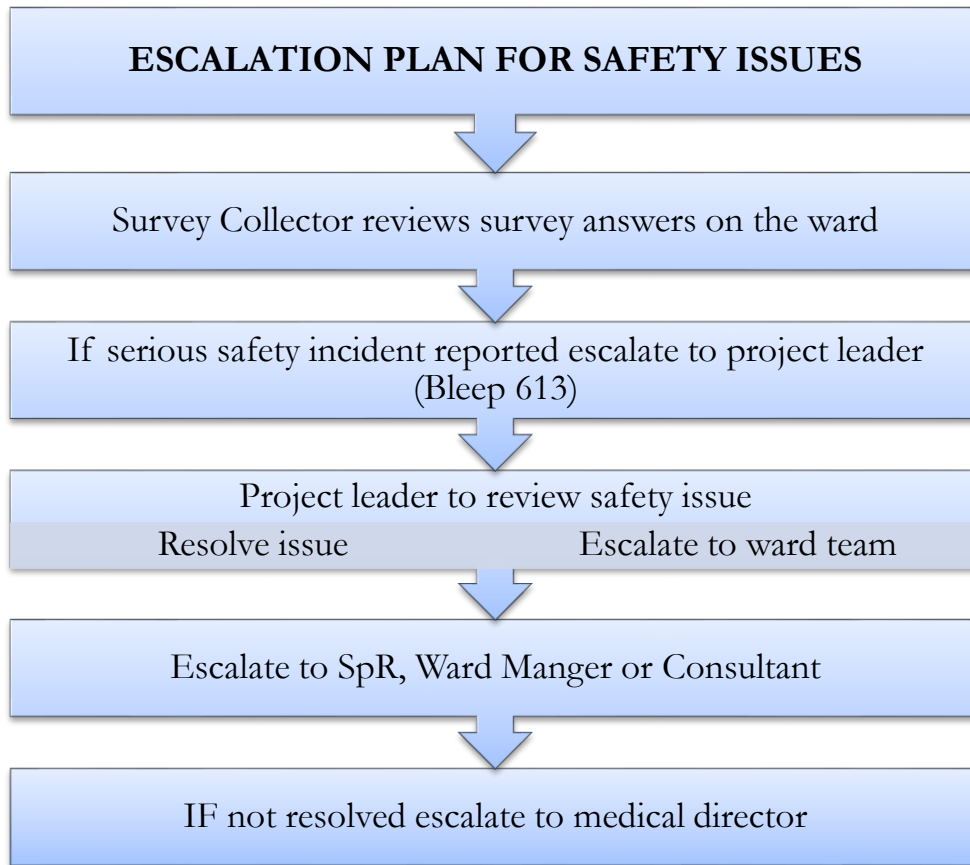 ESCALATION PLAN FOR SAFETY ISSUES
Survey Collector reviews survey answers on the ward
If serious safety incident reported escalate to project leader
(Bleep 613)
Project leader to review safety issue
Resolve issue
Escalate to ward team
Escalate to SpR, Ward Manger or Consultant
IF not resolved escalate to medical director